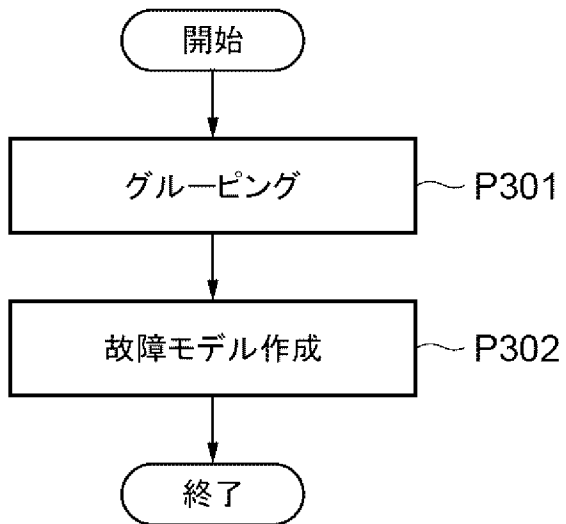 開始
グルーピング
P301
故障モデル作成
P302
終了